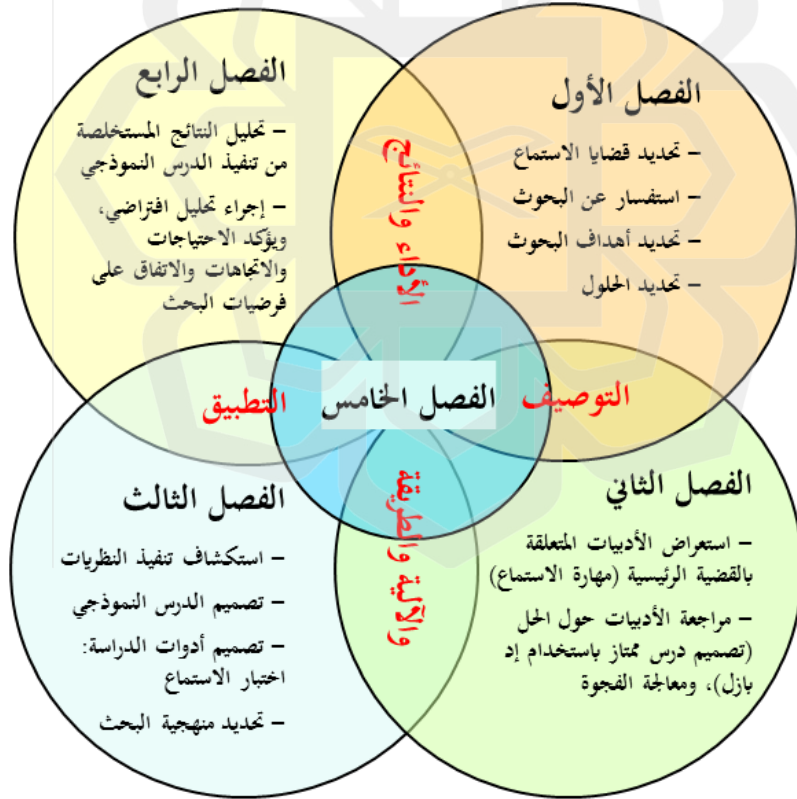 الفصل الأول
– تحديد قضايا الاستماع
– استفسار عن البحوث
– تحديد أهداف البحوث
– تحديد الحلول
الفصل الرابع
– تحليل النتائج المستخلصة
من تنفيذ الدرس النموذجي
– إجراء تحليل افتراضي،
ويؤكد الاحتياجات
والاتجاهات والاتفاق على
فرضيات البحث
الأداء والنتائج
التوصيف
الفصل الخامس
التطبيق
والآلية والطريقة
الفصل الثاني
– استعراض الأدبيات المتعلقة
بالقضية الرئيسية (مهارة الاستماع)
– مراجعة الأدبيات حول الحل
(تصميم درس ممتاز باستخدام إد
بازل)، ومعالجة الفجوة
الفصل الثالث
– استكشاف تنفيذ النظريات
– تصميم الدرس النموذجي
– تصميم أدوات الدراسة:
اختبار الاستماع
– تحديد منهجية البحث